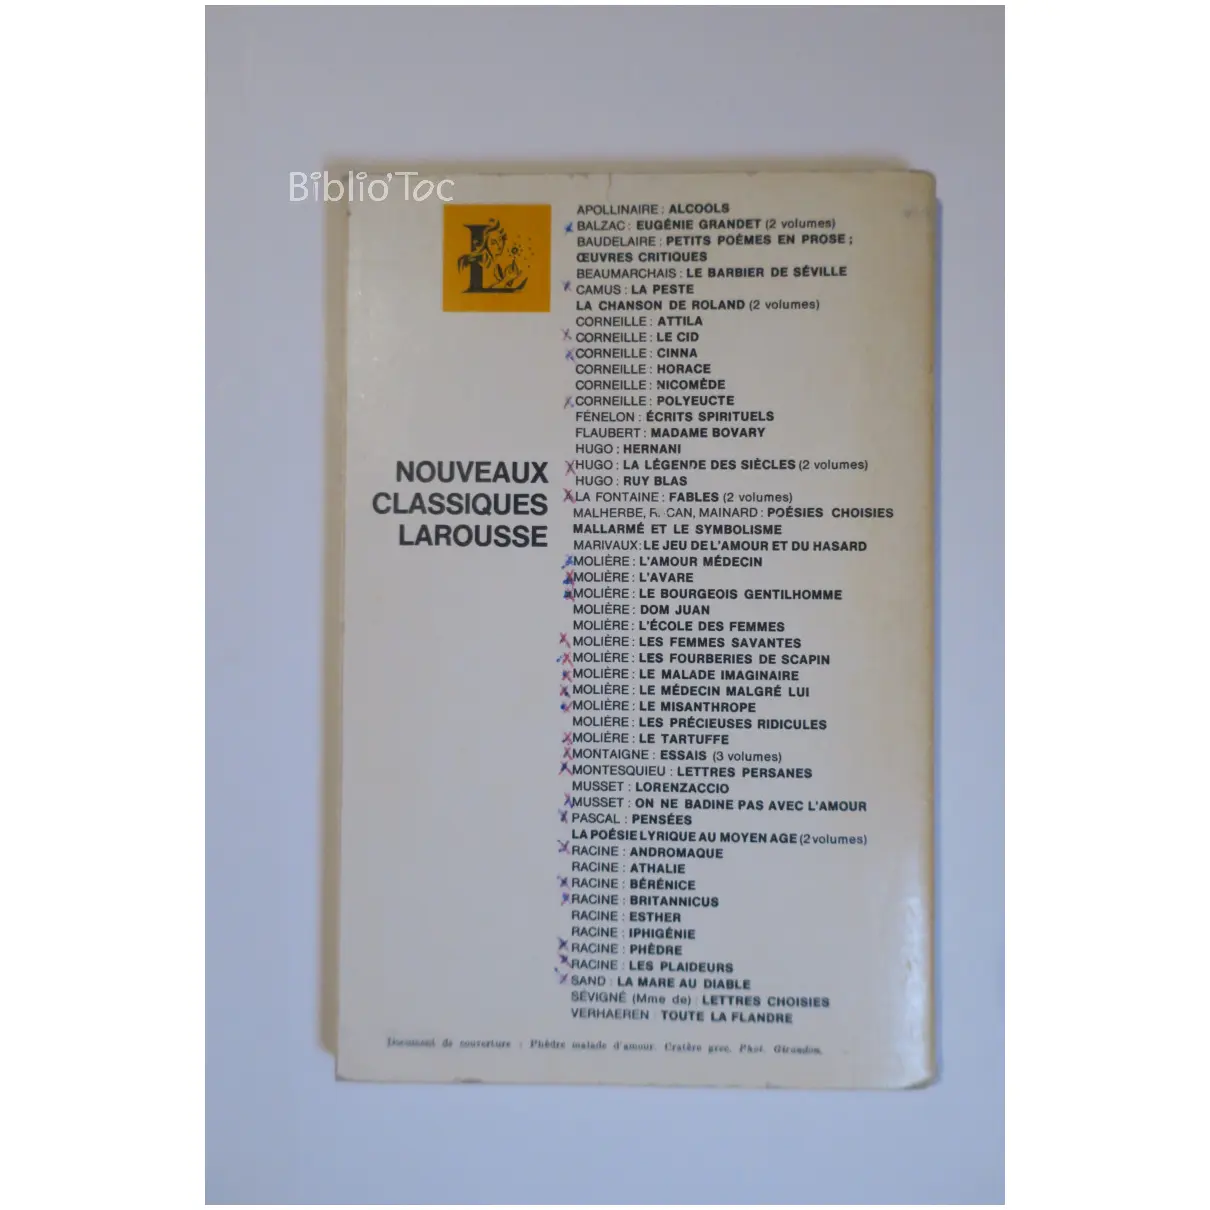 Biblio'Toc
L
NOUVEAUX
CLASSIQUES
LAROUSSE
APOLLINAIRE : ALCOOLS
BALZAC : EUGÉNIE GRANDET (2 volumes)
BAUDELAIRE : PETITS POÈMES EN PROSE ;
ŒUVRES CRITIQUES
BEAUMARCHAIS : LE BARBIER DE SÉVILLE
CAMUS : LA PESTE
LA CHANSON DE ROLAND (2 volumes)
CORNEILLE : ATTILA
CORNEILLE : LE CID
CORNEILLE : CINNA
CORNEILLE : HORACE
CORNEILLE : NICOMÈDE
CORNEILLE : POLYEUCTE
FÉNELON : ÉCRITS SPIRITUELS
FLAUBERT : MADAME BOVARY
HUGO : HERNANI
HUGO : LA LÉGENDE DES SIÈCLES (2 volumes)
HUGO : RUY BLAS
LA FONTAINE : FABLES (2 volumes)
MALHERBE, MAINARD : POÉSIES CHOISIES
MALLARMÉ ET LE SYMBOLISME
MARIVAUX : LE JEU DE L'AMOUR ET DU HASARD
MOLIÈRE : L'AMOUR MÉDECIN
MOLIÈRE : L'AVARE
MOLIÈRE : LE BOURGEOIS GENTILHOMME
MOLIÈRE : DOM JUAN
MOLIÈRE : L'ÉCOLE DES FEMMES
MOLIÈRE : LES FEMMES SAVANTES
MOLIÈRE : LES FOURBERIES DE SCAPIN
MOLIÈRE : LE MALADE IMAGINAIRE
MOLIÈRE : LE MÉDECIN MALGRÉ LUI
MOLIÈRE : LE MISANTHROPE
MOLIÈRE : LES PRÉCIEUSES RIDICULES
MOLIÈRE : LE TARTUFFE
MONTAIGNE : ESSAIS (3 volumes)
MONTESQUIEU : LETTRES PERSANES
MUSSET : LORENZACCIO
MUSSET : ON NE BADINE PAS AVEC L'AMOUR
PASCAL : PENSÉES
LA POÉSIE LYRIQUE AU MOYEN AGE (2 volumes)
RACINE : ANDROMAQUE
RACINE : ATHALIE
RACINE : BÉRÉNICE
RACINE : BRITANNICUS
RACINE : ESTHER
RACINE : IPHIGÉNIE
RACINE : PHÈDRE
RACINE : LES PLAIDEURS
SAND : LA MARE AU DIABLE
SÉVIGNÉ (Mme de) : LETTRES CHOISIES
VERHAEREN : TOUTE LA FLANDRE
Document de couverture : Phèdre malade d'amour. Cratère grec. Phot. Giraudon.